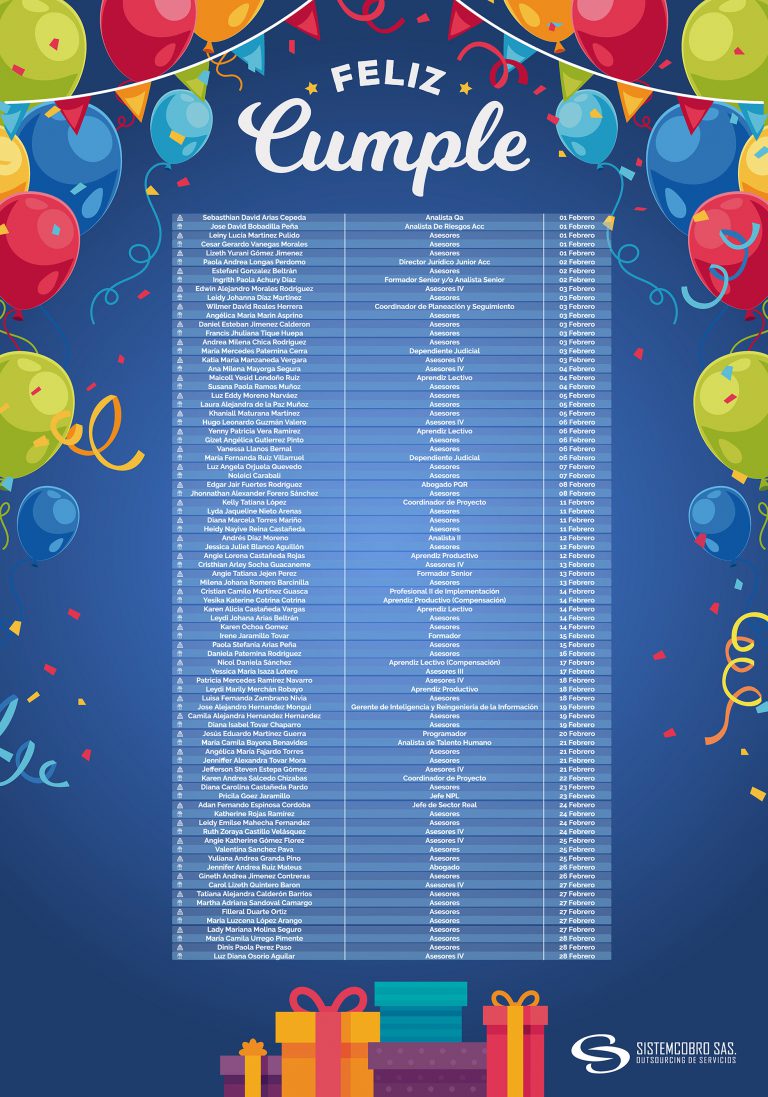 FELIZ
Cumple
Sebasthian David Arias Cepeda Analista Qa 01 Febrero
Jose David Bobadilla Peña Analista De Riesgos Acc 01 Febrero
Leiny Lucía Martínez Pulido Asesores 01 Febrero
Cesar Gerardo Vanegas Morales Asesores 01 Febrero
Lizeth Yurani Gómez Jimenez Asesores 01 Febrero
Paola Andrea Longas Perdomo Director Jurídico Junior Acc 02 Febrero
Estefani Gonzalez Beltrán Asesores 02 Febrero
Ingrith Paola Achury Díaz Formador Senior y/o Analista Senior 02 Febrero
Edwin Alejandro Morales Rodríguez Asesores IV 03 Febrero
Leidy Johanna Díaz Martínez Asesores 03 Febrero
Wilmer David Reales Herrera Coordinador de Planeación y Seguimiento 03 Febrero
Angélica María Marín Asprino Asesores 03 Febrero
Daniel Esteban Jimenez Calderon Asesores 03 Febrero
Francis Jhuliana Tique Huepa Asesores 03 Febrero
Andrea Milena Chica Rodríguez Asesores 03 Febrero
María Mercedes Paternina Cerra Dependiente Judicial 03 Febrero
Katia María Manzaneda Vergara Asesores IV 03 Febrero
Ana Milena Mayorga Segura Asesores IV 04 Febrero
Maicoll Yesid Londoño Ruiz Aprendiz Lectivo 04 Febrero
Susana Paola Ramos Muñoz Asesores 04 Febrero
Luz Eddy Moreno Narváez Asesores 05 Febrero
Laura Alejandra de la Paz Muñoz Asesores 05 Febrero
Khaniall Maturana Martínez Asesores 05 Febrero
Hugo Leonardo Guzmán Valero Asesores IV 06 Febrero
Yenny Patricia Vera Ramírez Aprendiz Lectivo 06 Febrero
Gizet Angélica Gutierrez Pinto Asesores 06 Febrero
Vanessa Llanos Bernal Asesores 06 Febrero
María Fernanda Ruiz Villarruel Dependiente Judicial 06 Febrero
Luz Angela Orjuela Quevedo Asesores 07 Febrero
Noleici Carabalí Asesores 07 Febrero
Edgar Jair Fuertes Rodríguez Abogado PQR 08 Febrero
Jhonnathan Alexander Forero Sánchez Asesores 08 Febrero
Kelly Tatiana López Coordinador de Proyecto 11 Febrero
Lyda Jaqueline Nieto Arenas Asesores 11 Febrero
Diana Marcela Torres Mariño Asesores 11 Febrero
Heidy Nayive Reina Castañeda Asesores 11 Febrero
Andrés Díaz Moreno Analista II 12 Febrero
Jessica Juliet Blanco Aguillón Asesores 12 Febrero
Angie Lorena Castañeda Rojas Aprendiz Productivo 12 Febrero
Cristhian Arley Socha Guacaneme Asesores IV 13 Febrero
Angie Tatiana Jejen Perez Formador Senior 13 Febrero
Milena Johana Romero Barcinilla Asesores 13 Febrero
Cristian Camilo Martínez Guasca Profesional II de Implementación 14 Febrero
Yesika Katerine Cotrina Cotrina Aprendiz Productivo (Compensación) 14 Febrero
Karen Alicia Castañeda Vargas Aprendiz Lectivo 14 Febrero
Leydi Johana Arias Beltrán Asesores 14 Febrero
Karen Ochoa Gomez Asesores 14 Febrero
Irene Jaramillo Tovar Formador 15 Febrero
Paola Stefania Arias Peña Asesores 15 Febrero
Daniela Paternina Rodríguez Asesores 16 Febrero
Nicol Daniela Sánchez Aprendiz Lectivo (Compensación) 17 Febrero
Yessica María Isaza Lotero Asesores III 17 Febrero
Patricia Mercedes Ramírez Navarro Asesores IV 18 Febrero
Leydi Marily Merchán Robayo Aprendiz Productivo 18 Febrero
Luisa Fernanda Zambrano Nivia Asesores 18 Febrero
Jose Alejandro Hernandez Mongui Gerente de Inteligencia y Reingeniería de la Información 19 Febrero
Camila Alejandra Hernandez Hernandez Asesores 19 Febrero
Diana Isabel Tovar Chaparro Asesores 19 Febrero
Jesús Eduardo Martínez Guerra Programador 20 Febrero
María Camila Bayona Benavides Analista de Talento Humano 21 Febrero
Angélica María Fajardo Torres Asesores 21 Febrero
Jenniffer Alexandra Tovar Mora Asesores 21 Febrero
Jefferson Steven Estepa Gómez Asesores IV 21 Febrero
Karen Andrea Salcedo Chizabas Coordinador de Proyecto 22 Febrero
Diana Carolina Castañeda Pardo Asesores 23 Febrero
Pricila Goez Jaramillo Jefe NPL 23 Febrero
Adan Fernando Espinosa Cordoba Jefe de Sector Real 24 Febrero
Katherine Rojas Ramírez Asesores 24 Febrero
Leidy Emilse Mahecha Fernandez Asesores 24 Febrero
Ruth Zoraya Castillo Velásquez Asesores IV 24 Febrero
Angie Katherine Gómez Florez Asesores IV 25 Febrero
Valentina Sanchez Pava Asesores 25 Febrero
Yuliana Andrea Granda Pino Asesores 25 Febrero
Jennifer Andrea Ruiz Mateus Abogado 26 Febrero
Gineth Andrea Jimenez Contreras Asesores 26 Febrero
Carol Lizeth Quintero Baron Asesores IV 27 Febrero
Tatiana Alejandra Calderón Barrios Asesores 27 Febrero
Martha Adriana Sandoval Camargo Asesores 27 Febrero
Filleral Duarte Ortiz Asesores 27 Febrero
María Luzcena López Arango Asesores 27 Febrero
Lady Mariana Molina Seguro Asesores 27 Febrero
María Camila Urrego Pimente Asesores 28 Febrero
Dinis Paola Perez Paso Asesores 28 Febrero
Luz Diana Osorio Aguilar Asesores IV 28 Febrero
SISTEMCOBRO SAS.
OUTSOURCING DE SERVICIOS